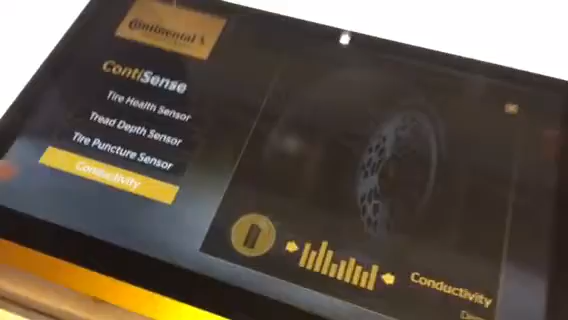 Continental
ContiSense
Tire Health Sensor
Tread Depth Sensor
Tire Puncture Sensor
Conductivity
Conductivity